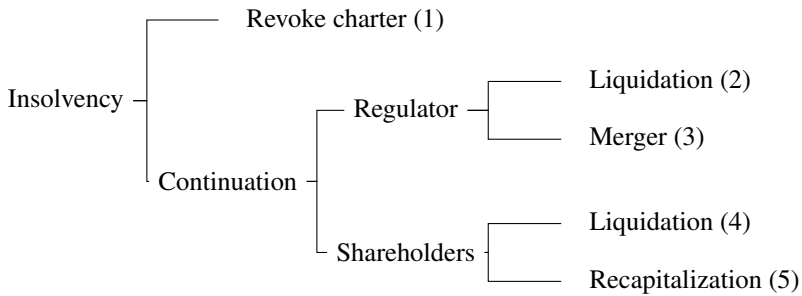 Revoke charter (1)
Liquidation (2)
Insolvency
Regulator
Merger (3)
Continuation
Liquidation (4)
Shareholders
Recapitalization (5)